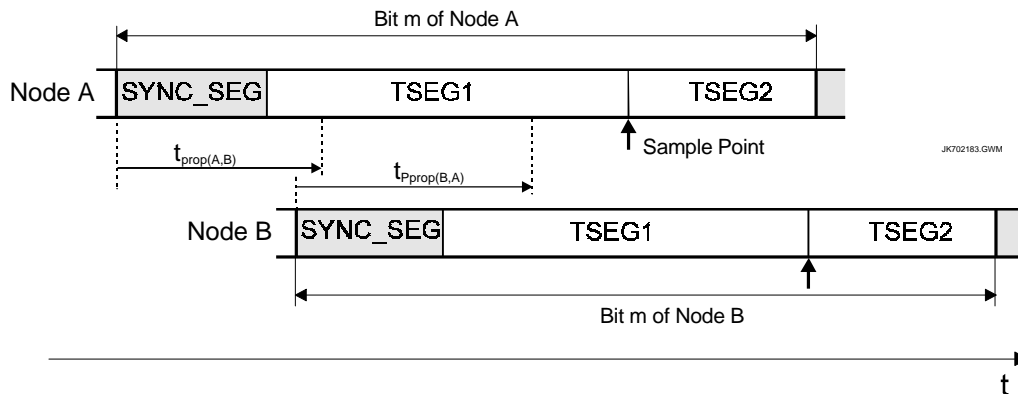 Bit m of Node A
Node A SYNC_SEG TSEG1 TSEG2
Sample Point
JK702183.GWM
tprop(A,B)
tPprop(B,A)
Node B SYNC_SEG TSEG1 TSEG2
Bit m of Node B
t